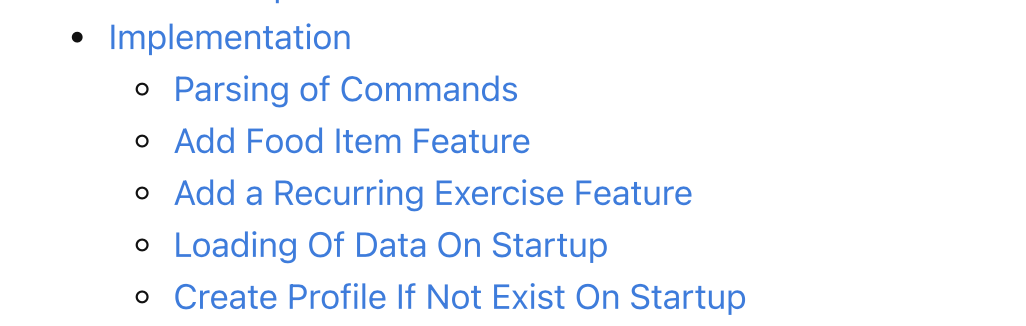 Implementation
Parsing of Commands
Add Food Item Feature
Add a Recurring Exercise Feature
Loading Of Data On Startup
Create Profile If Not Exist On Startup